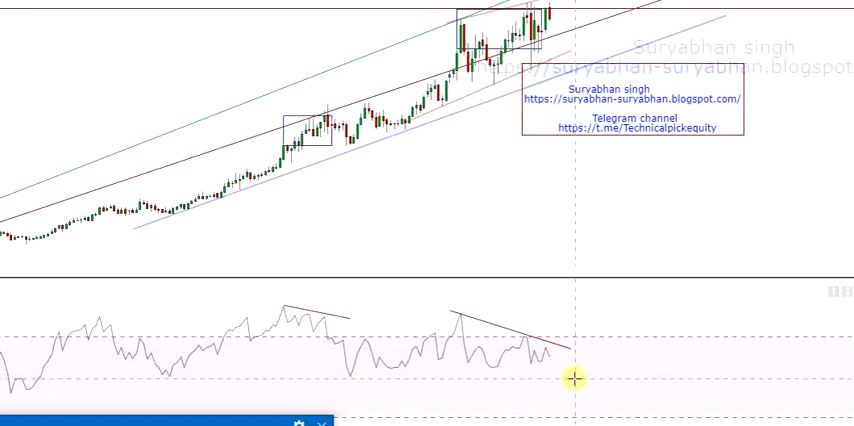 Suryabhan singh
https://suryabhan-suryabhan.blogspot
Suryabhan singh
https://suryabhan-suryabhan.blogspot.com/
Telegram channel
https://t.me/Technicalpickequity